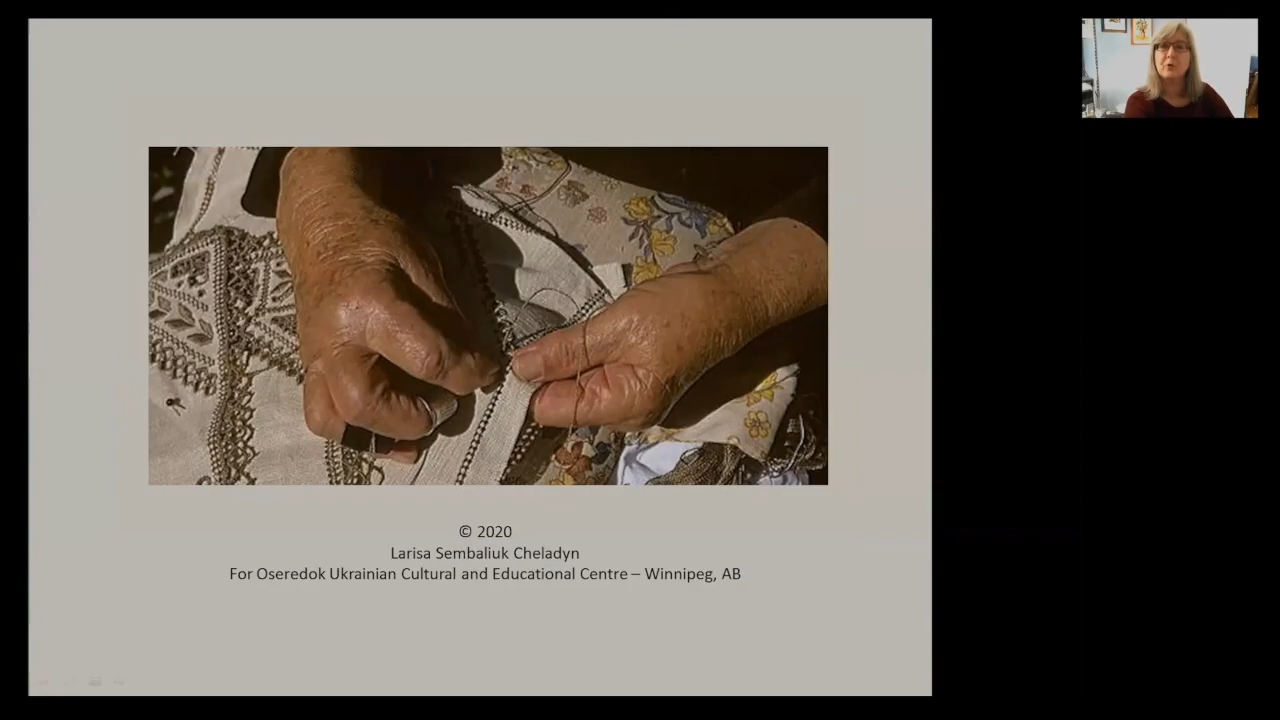 © 2020
Larisa Sembaliuk Cheladyn
For Oseredok Ukrainian Cultural and Educational Centre – Winnipeg, AB